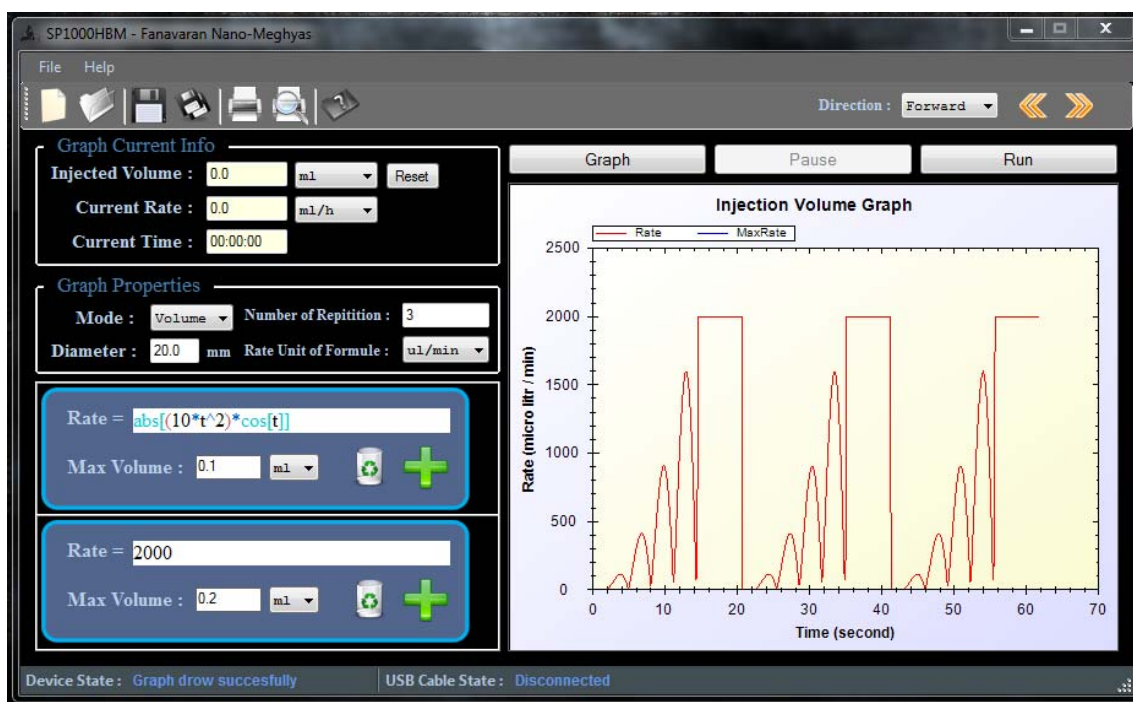 SP1000HBM - Fanavaran Nano-Meghyas
File Help
Direction : Forward
Graph Current Info
Injected Volume : 0.0 ml Reset
Current Rate : 0.0 ml/h
Current Time : 00:00:00
Graph Properties
Mode : Volume Number of Repitition : 3
Diameter : 20.0 mm Rate Unit of Formule : ul/min
Rate = abs[(10*t^2)*cos[t]]
Max Volume : 0.1 ml
Rate = 2000
Max Volume : 0.2 ml
Graph Pause Run
Injection Volume Graph
Rate MaxRate
Rate (micro litr / min)
2500
2000
1500
1000
500
0
0 10 20 30 40 50 60 70
Time (second)
Device State : Graph drow succesfully USB Cable State : Disconnected